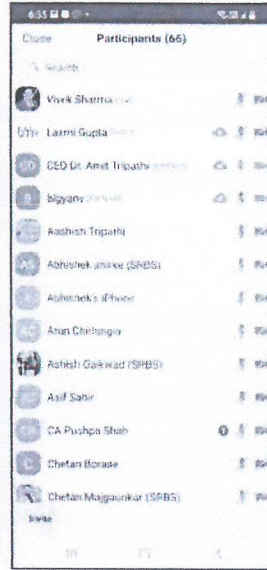 6:35
Close Participants (66)
Search
Vivek Sharma
Laxmi Gupta
CEO Dr. Amit Tripathi
bigyany
Aashish Tripathi
Abhishek (SRBS)
Abhishek's iPhone
Arun
Ashish Gaikwad (SRBS)
Asif
CA Pushpa Shah
Chetan Borase
Chetan Majgaonkar (SRBS)
Invite